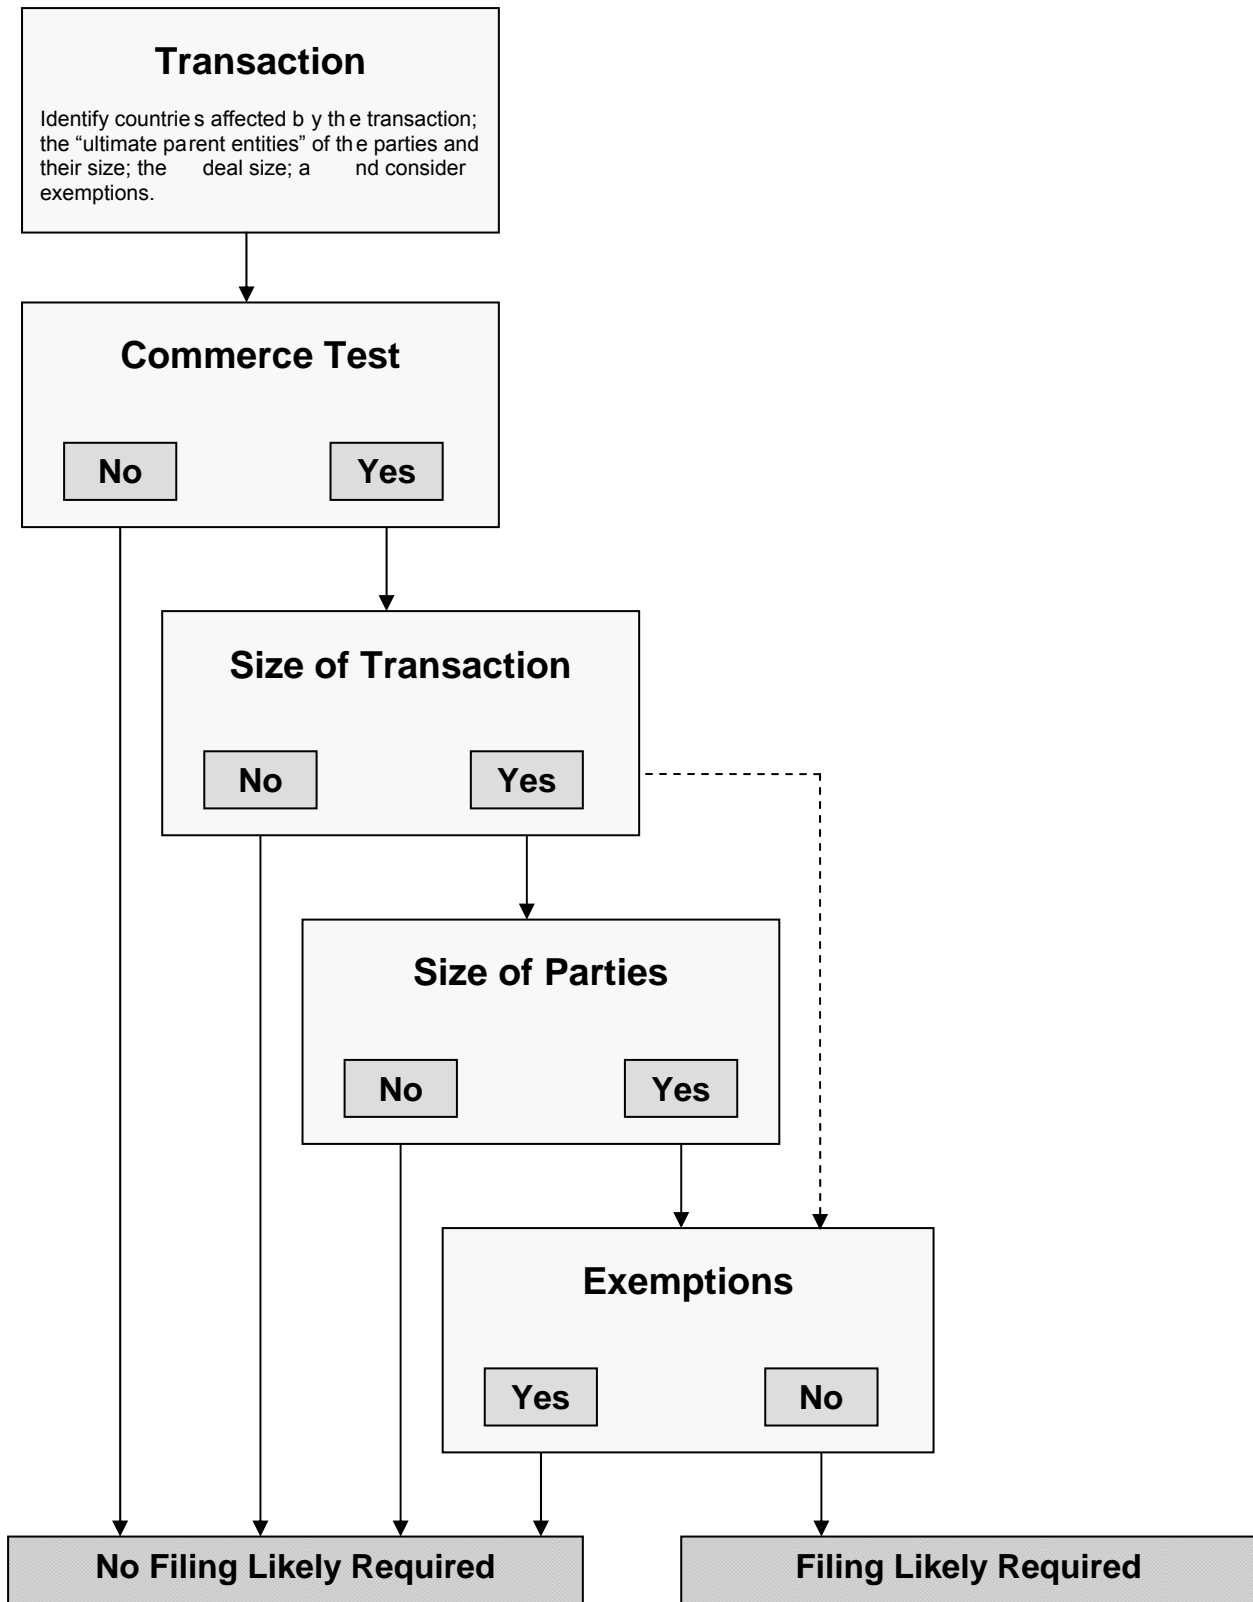 Transaction
Identify countries affected by the transaction;
the “ultimate parent entities” of the parties and
their size; the deal size; and consider
exemptions.
Commerce Test
No Yes
Size of Transaction
No Yes
Size of Parties
No Yes
Exemptions
Yes No
No Filing Likely Required
Filing Likely Required